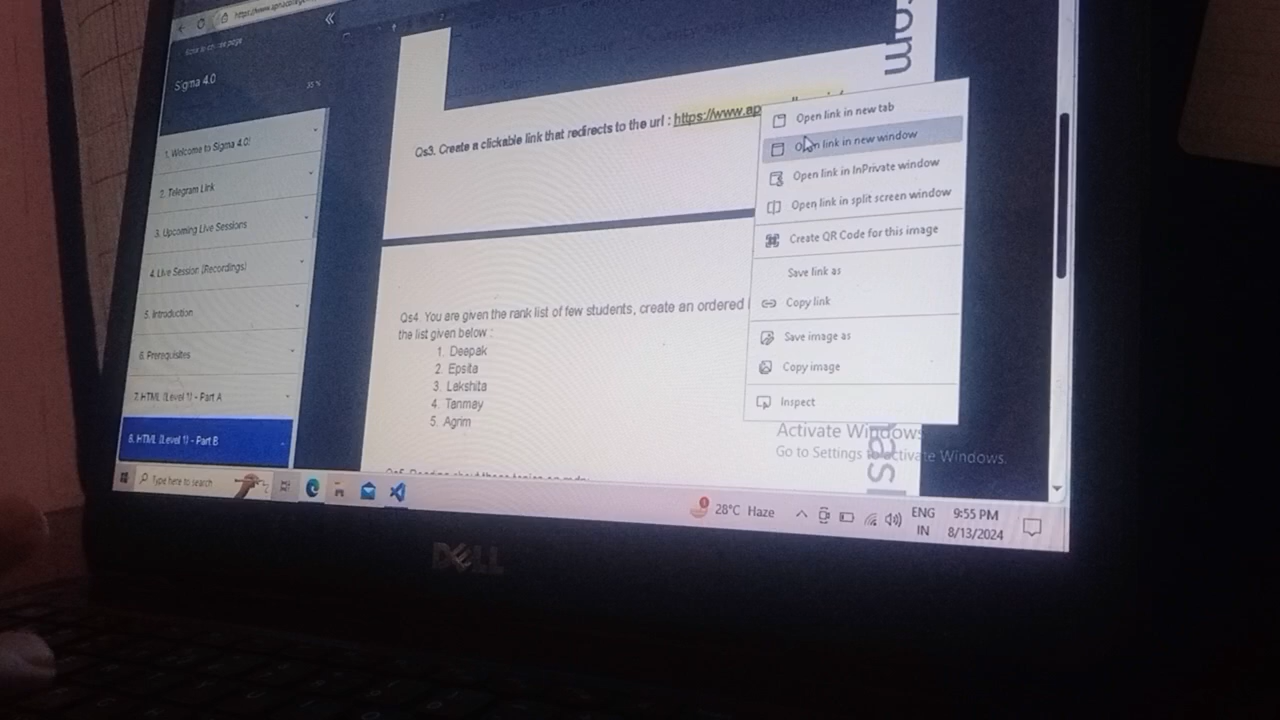 Sigma 4.0
35%
1. Welcome to Sigma 4.0!
2. Telegram Link
3. Upcoming Live Sessions
4. Live Session (Recordings)
5. Introduction
6. Prerequisites
7. HTML (Level 1) - Part A
8. HTML (Level 1) - Part B
Qs3. Create a clickable link that redirects to the url : https://www.ap
Qs4. You are given the rank list of few students, create an ordered
the list given below :
1. Deepak
2. Epsita
3. Lakshita
4. Tanmay
5. Agrim
om
Open link in new tab
Open link in new window
Open link in InPrivate window
Open link in split screen window
Create QR Code for this image
Save link as
Copy link
Save image as
Copy image
Inspect
Activate Windows
Go to Settings to activate Windows.
Type here to search
28°C Haze
ENG
IN
9:55 PM
8/13/2024
DELL